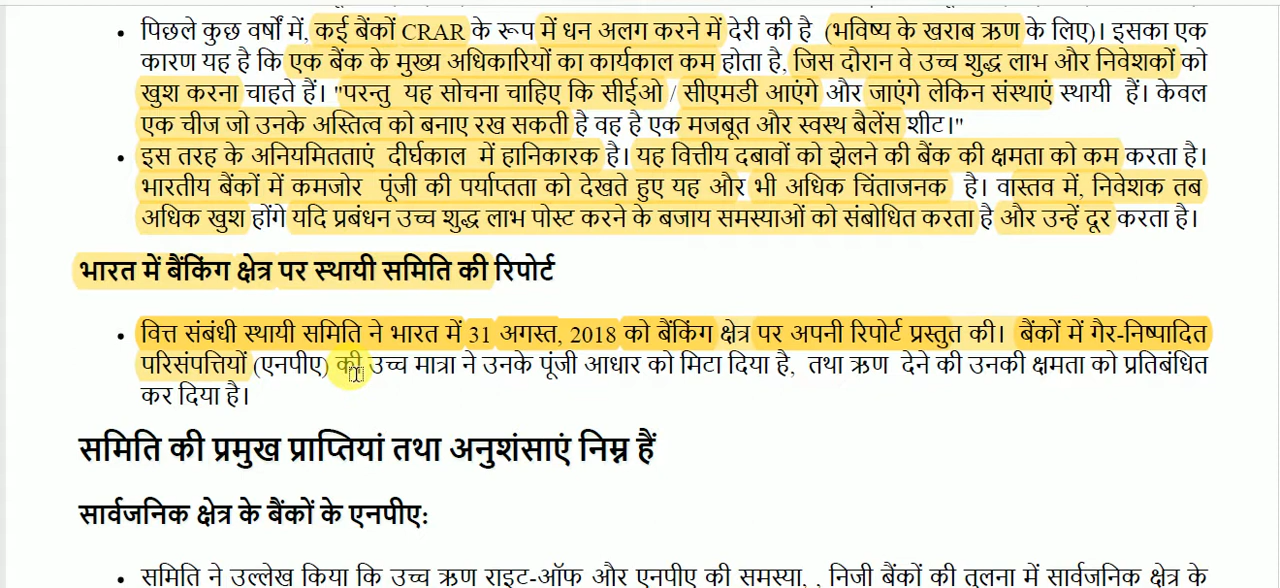 पिछले कुछ वर्षों में, कई बैंकों CRAR के रूप में धन अलग करने में देरी की है (भविष्य के खराब ऋण के लिए)। इसका एक
कारण यह है कि एक बैंक के मुख्य अधिकारियों का कार्यकाल कम होता है, जिस दौरान वे उच्च शुद्ध लाभ और निवेशकों को
खुश करना चाहते हैं। "परन्तु यह सोचना चाहिए कि सीईओ / सीएमडी आएंगे और जाएंगे लेकिन संस्थाएं स्थायी हैं। केवल
एक चीज जो उनके अस्तित्व को बनाए रख सकती है वह है एक मजबूत और स्वस्थ बैलेंस शीट।"
इस तरह के अनियमितताएं दीर्घकाल में हानिकारक है। यह वित्तीय दबावों को झेलने की बैंक की क्षमता को कम करता है।
भारतीय बैंकों में कमजोर पूंजी की पर्याप्तता को देखते हुए यह और भी अधिक चिंताजनक है। वास्तव में, निवेशक तब
अधिक खुश होंगे यदि प्रबंधन उच्च शुद्ध लाभ पोस्ट करने के बजाय समस्याओं को संबोधित करता है और उन्हें दूर करता है।
भारत में बैंकिंग क्षेत्र पर स्थायी समिति की रिपोर्ट
वित्त संबंधी स्थायी समिति ने भारत में 31 अगस्त, 2018 को बैंकिंग क्षेत्र पर अपनी रिपोर्ट प्रस्तुत की। बैंकों में गैर-निष्पादित
परिसंपत्तियों (एनपीए) की उच्च मात्रा ने उनके पूंजी आधार को मिटा दिया है, तथा ऋण देने की उनकी क्षमता को प्रतिबंधित
कर दिया है।
समिति की प्रमुख प्राप्तियां तथा अनुशंसाएं निम्न हैं
सार्वजनिक क्षेत्र के बैंकों के एनपीए:
समिति ने उल्लेख किया कि उच्च ऋण राइट-ऑफ और एनपीए की समस्या, , निजी बैंकों की तुलना में सार्वजनिक क्षेत्र के